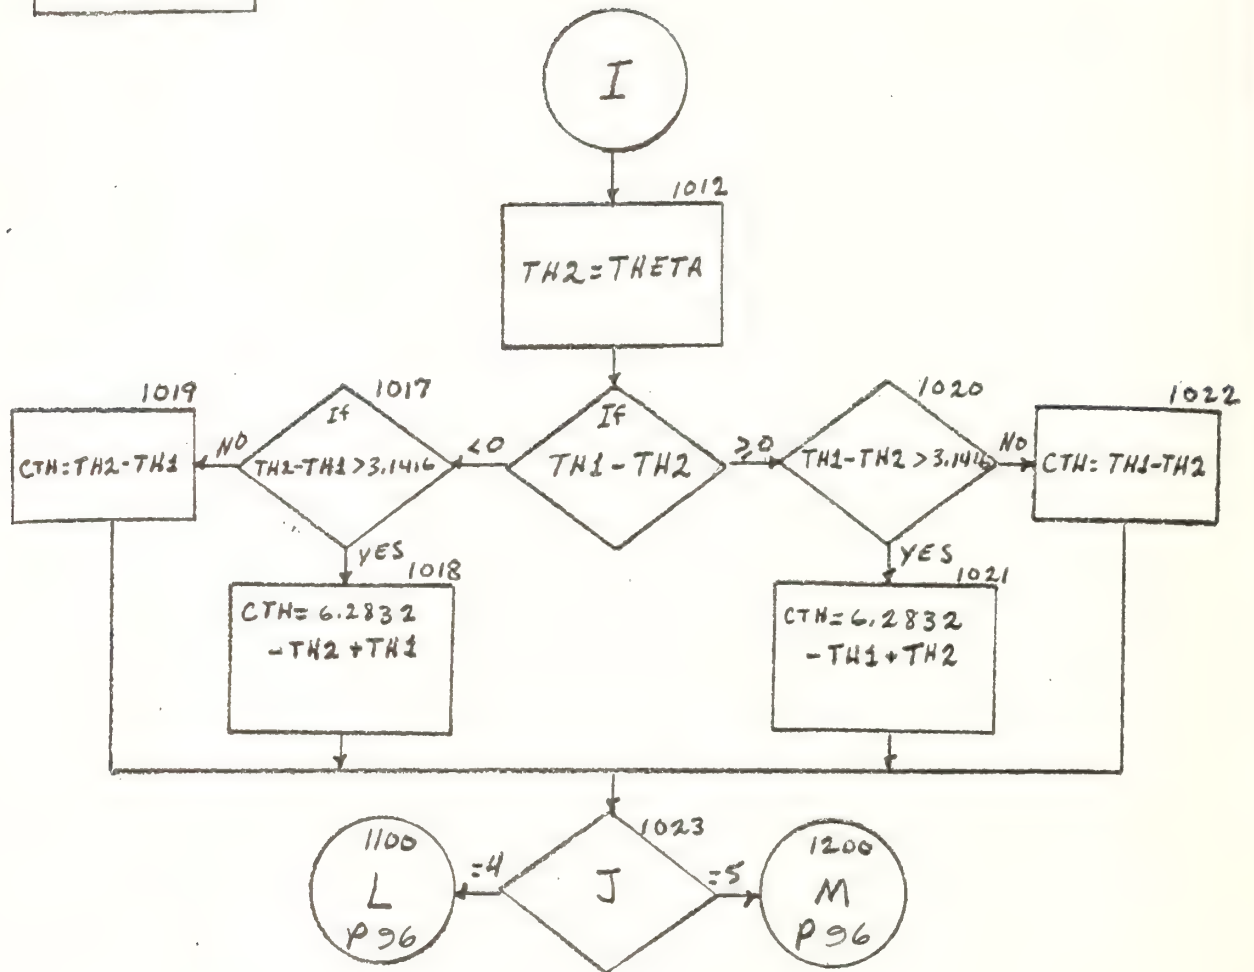 I
1012
TH2=THETA
1019
CTH=TH2-TH1
NO
1017
If
TH2-TH1>3.1416
<0
If
TH1-TH2
≥0
1020
TH1-TH2>3.1416
NO
1022
CTH=TH1-TH2
YES
1018
CTH=6.2832
-TH2+TH1
YES
1021
CTH=6.2832
-TH1+TH2
1100
L
P96
=4
1023
J
=5
1200
M
P96